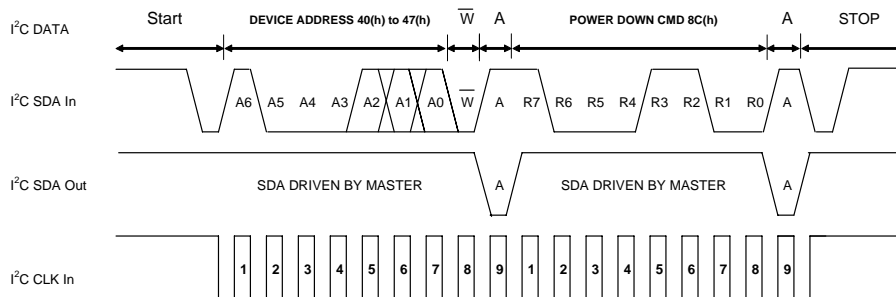 I²C DATA Start DEVICE ADDRESS 40(h) to 47(h) W̅ A POWER DOWN CMD 8C(h) A STOP
I²C SDA In A6 A5 A4 A3 A2 A1 A0 W̅ A R7 R6 R5 R4 R3 R2 R1 R0 A
I²C SDA Out SDA DRIVEN BY MASTER A SDA DRIVEN BY MASTER A
I²C CLK In 1 2 3 4 5 6 7 8 9 1 2 3 4 5 6 7 8 9